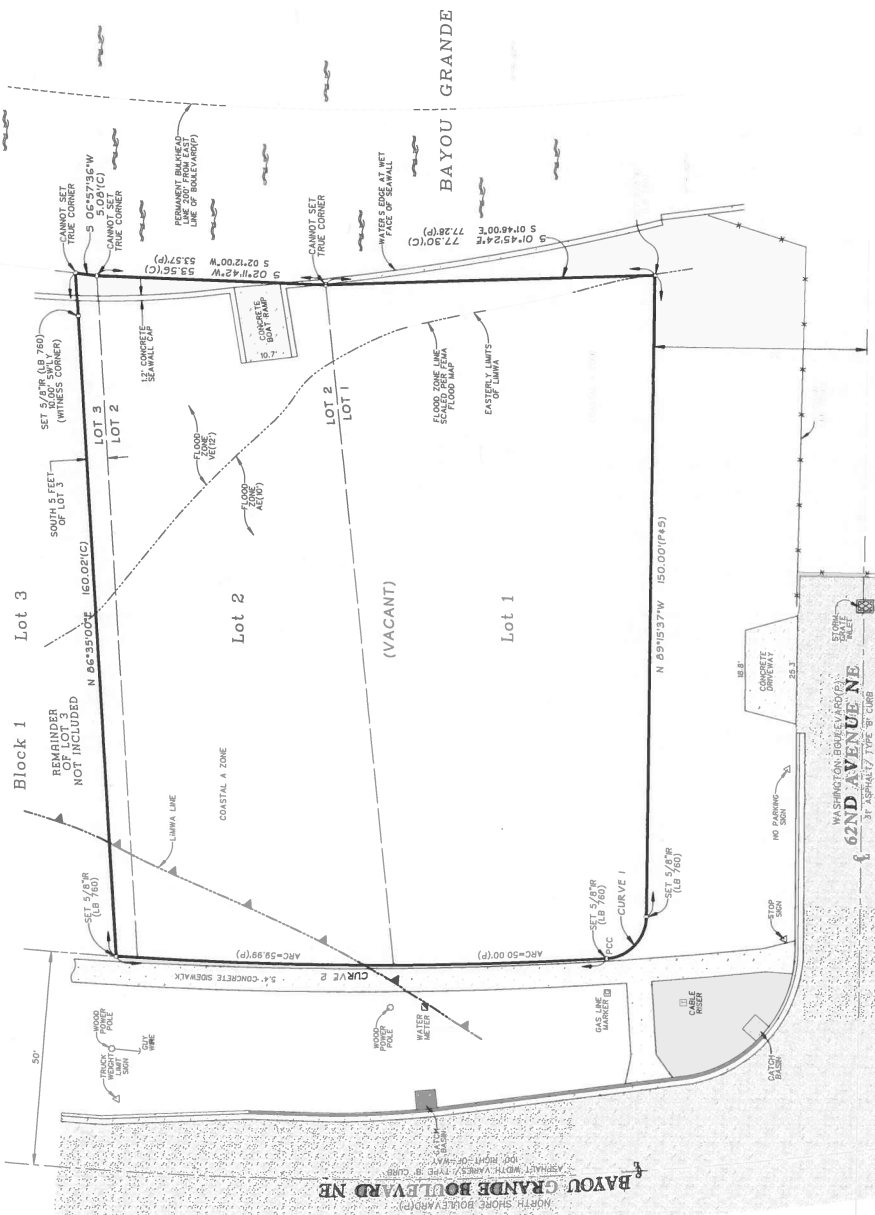 BAYOU GRANDE
PERMANENT BULKHEAD
LINE 200' FROM EAST
LINE OF BOULEVARD(P)
CANNOT SET
TRUE CORNER
S 06°57'36"W
5.08'(C)
CANNOT SET
TRUE CORNER
S 02°11'42"W
53.56'(C)
S 02°12'00"W
53.57'(P)
CANNOT SET
TRUE CORNER
WATER'S EDGE AT WET
FACE OF SEAWALL
S 01°45'24"E
77.30'(C)
S 01°46'00"E
77.28'(P)
SET 5/8"IR (LB 760)
10.00' SW'LY
(WITNESS CORNER)
1.2' CONCRETE
SEAWALL CAP
CONCRETE
BOAT RAMP
10.7'
LOT 3
LOT 2
LOT 2
LOT 1
FLOOD ZONE LINE
SCALED PER FEMA
FLOOD MAP
EASTERLY LIMITS
OF LIMWA
SOUTH 5 FEET
OF LOT 3
FLOOD
ZONE
VE(12')
FLOOD
ZONE
AE(10')
Block 1
Lot 3
N 86°35'00"E
160.02'(C)
REMAINDER
OF LOT 3
NOT INCLUDED
Lot 2
(VACANT)
Lot 1
N 89°15'37"W
150.00'(P&S)
COASTAL A ZONE
LIMWA LINE
18.8'
CONCRETE
DRIVEWAY
25.3'
STORM
GRATE
INLET
WASHINGTON BOULEVARD(P)
62ND AVENUE NE
31' ASPHALT/ TYPE 'B' CURB
NO PARKING
SIGN
STOP
SIGN
SET 5/8"IR
(LB 760)
SET 5/8"IR
(LB 760)
PCC
CURVE 1
SET 5/8"IR
(LB 760)
ARC=59.99'(P)
ARC=50.00'(P)
CURVE 2
5.4' CONCRETE SIDEWALK
50'
WOOD
POWER
POLE
TRUCK
WEIGHT
LIMIT
SIGN
GUY
WIRE
WOOD
POWER
POLE
WATER
METER
GAS LINE
MARKER
CABLE
RISER
CATCH
BASIN
CATCH
BASIN
100' RIGHT-OF-WAY
ASPHALT WIDTH VARIES/ TYPE 'B' CURB
BAYOU GRANDE BOULEVARD NE
NORTH SHORE BOULEVARD(P)